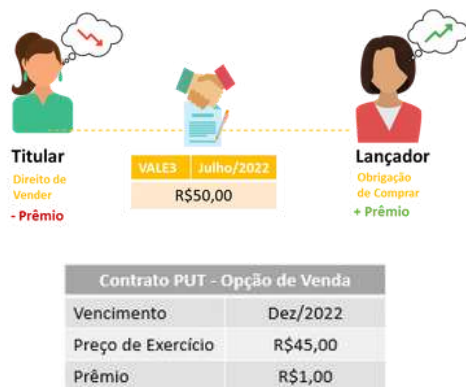 Titular
Direito de
Vender
- Prêmio
VALE3 Julho/2022
R$50,00
Lançador
Obrigação
de Comprar
+ Prêmio
Contrato PUT - Opção de Venda
Vencimento Dez/2022
Preço de Exercício R$45,00
Prêmio R$1,00